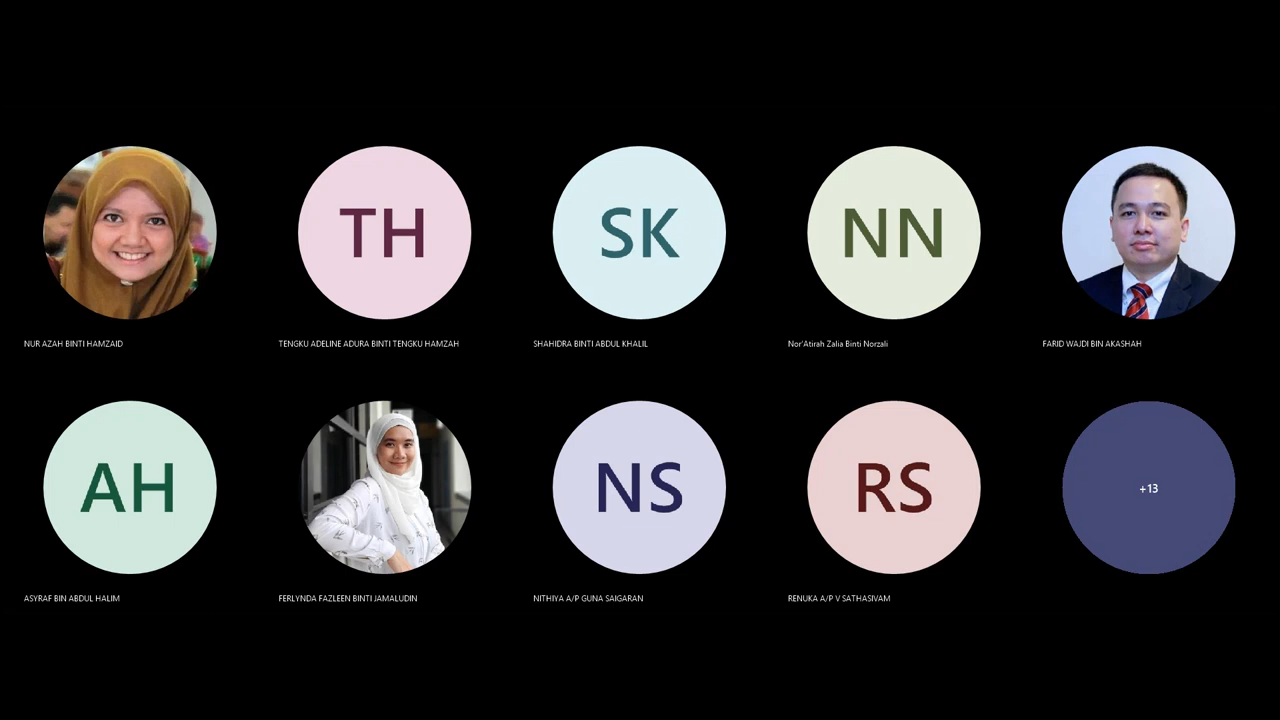 TH
SK
NN
NUR AZAH BINTI HAMZAID
TENGKU ADELINE ADURA BINTI TENGKU HAMZAH
SHAHIDRA BINTI ABDUL KHALIL
Nor'Atirah Zalia Binti Norzali
FARID WAJDI BIN AKASHAH
AH
NS
RS
+13
ASYRAF BIN ABDUL HALIM
FERLYNDA FAZLEEN BINTI JAMALUDIN
NITHIYA A/P GUNA SAIGARAN
RENUKA A/P V SATHASIVAM